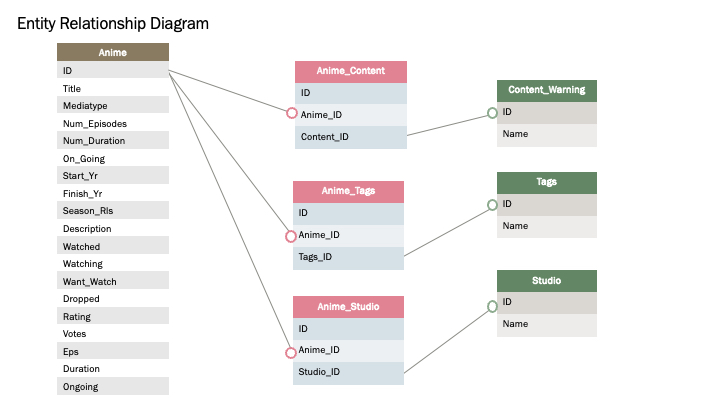 Entity Relationship Diagram
Anime
ID
Title
Mediatype
Num_Episodes
Num_Duration
On_Going
Start_Yr
Finish_Yr
Season_Rls
Description
Watched
Watching
Want_Watch
Dropped
Rating
Votes
Eps
Duration
Ongoing
Anime_Content
ID
Anime_ID
Content_ID
Anime_Tags
ID
Anime_ID
Tags_ID
Anime_Studio
ID
Anime_ID
Studio_ID
Content_Warning
ID
Name
Tags
ID
Name
Studio
ID
Name